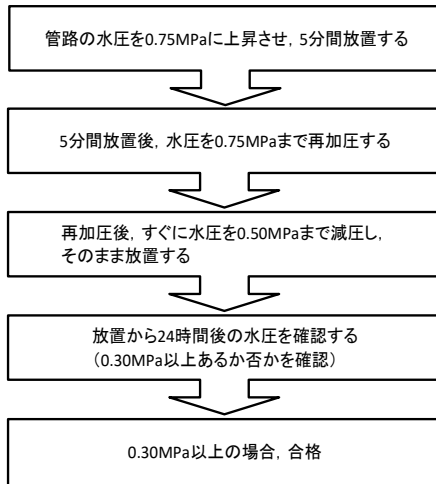 管路の水圧を0.75MPaに上昇させ，5分間放置する
5分間放置後，水圧を0.75MPaまで再加圧する
再加圧後，すぐに水圧を0.50MPaまで減圧し，
そのまま放置する
放置から24時間後の水圧を確認する
（0.30MPa以上あるか否かを確認）
0.30MPa以上の場合，合格